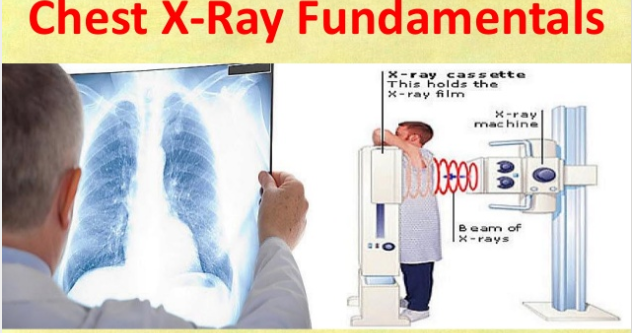 Chest X-Ray Fundamentals
X-ray cassette
This holds the
X-ray film
X-ray
machine
Beam of
X-rays